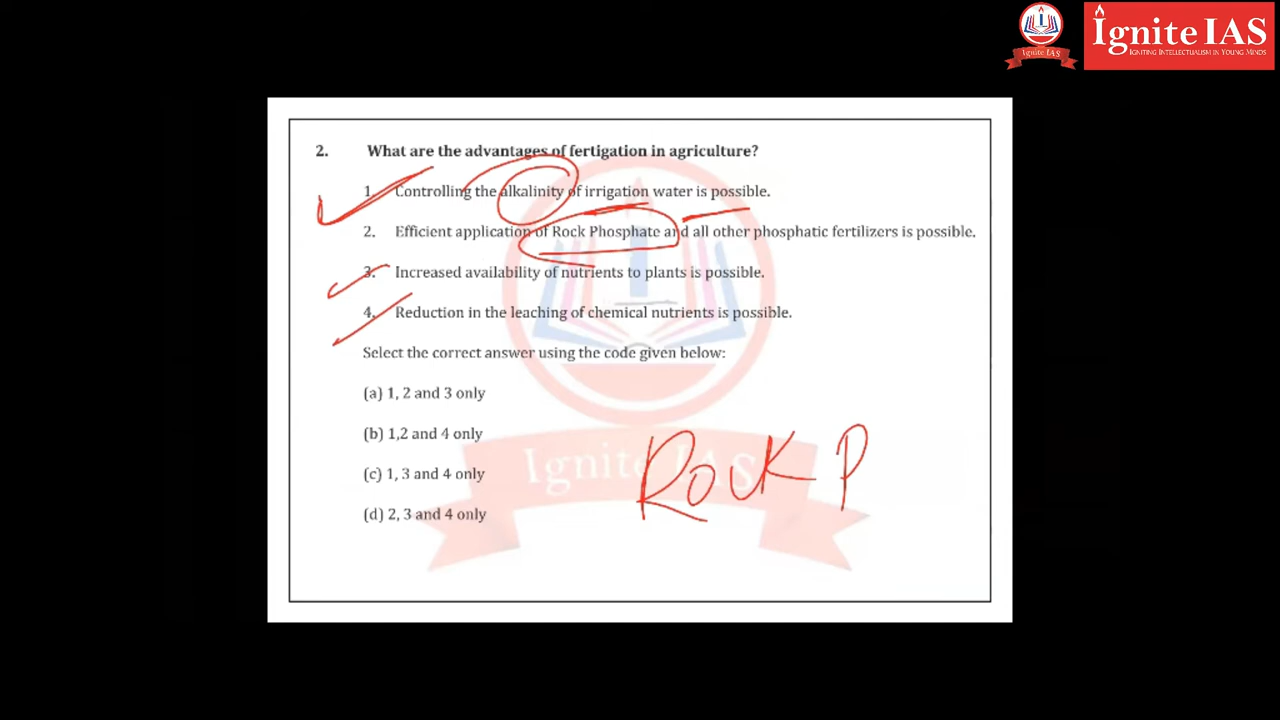 Ignite IAS
IGNITING INTELLECTUALISM IN YOUNG MINDS
Ignite IAS
2. What are the advantages of fertigation in agriculture?
1. Controlling the alkalinity of irrigation water is possible.
2. Efficient application of Rock Phosphate and all other phosphatic fertilizers is possible.
3. Increased availability of nutrients to plants is possible.
4. Reduction in the leaching of chemical nutrients is possible.
Select the correct answer using the code given below:
(a) 1, 2 and 3 only
(b) 1,2 and 4 only
(c) 1, 3 and 4 only
(d) 2, 3 and 4 only
Ignite IAS
Rock P